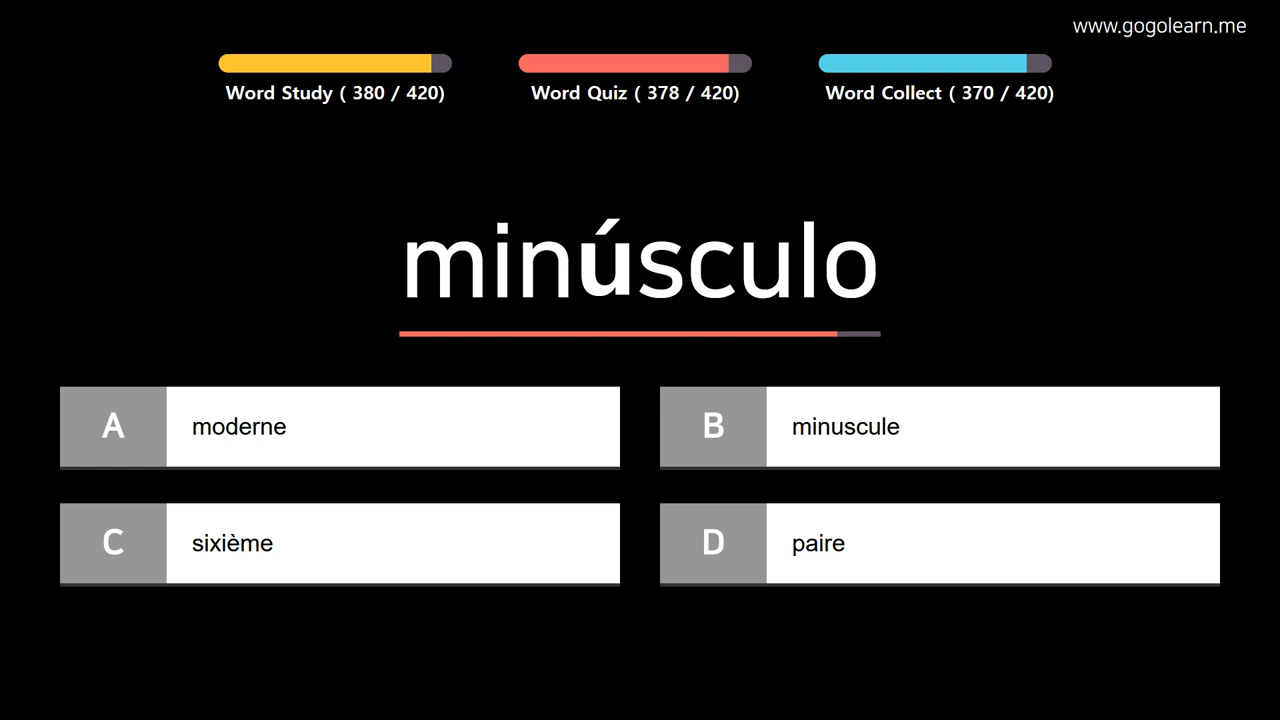 www.gogolearn.me
Word Study ( 380 / 420)
Word Quiz ( 378 / 420)
Word Collect ( 370 / 420)
minúsculo
A moderne
B minuscule
C sixième
D paire